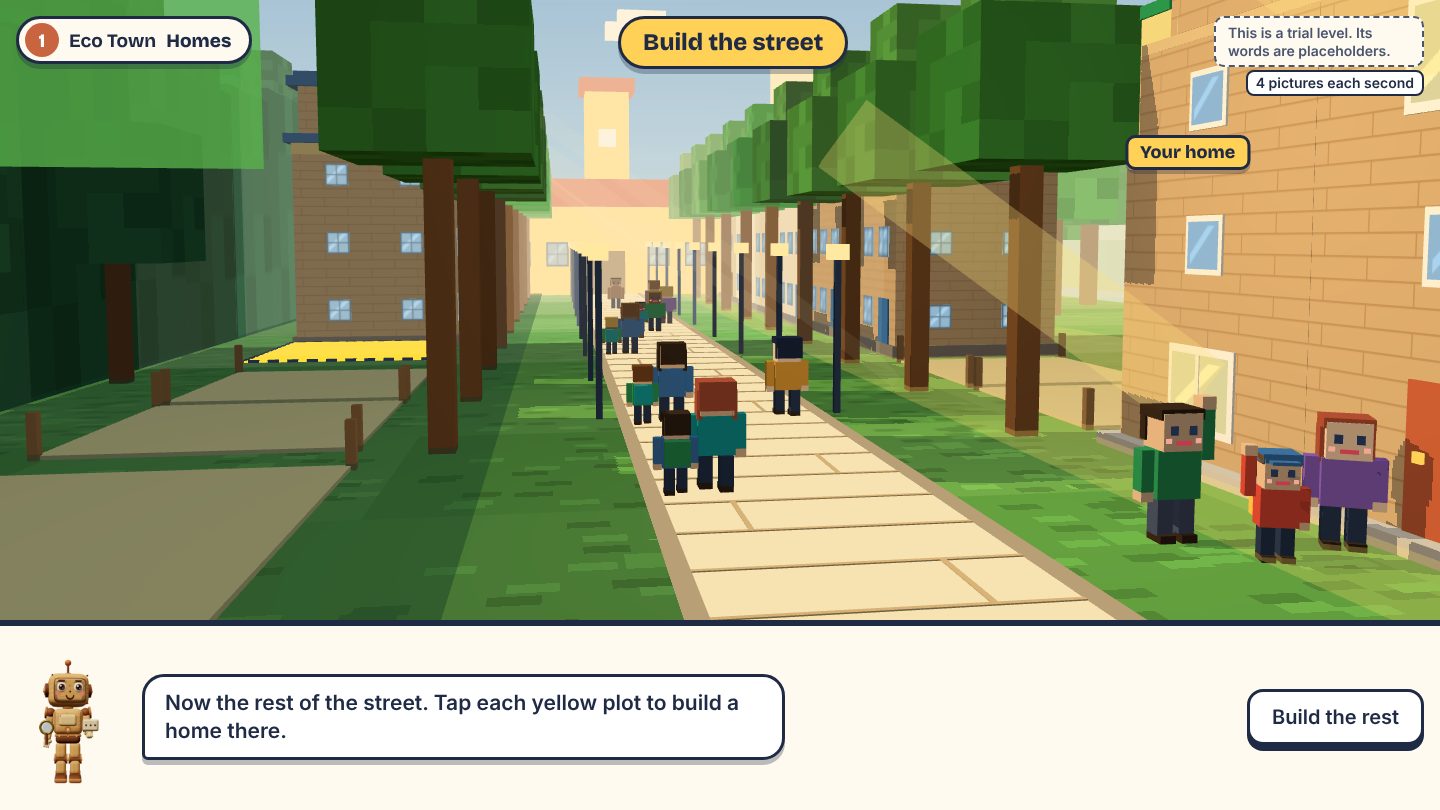 1 Eco Town Homes
Build the street
This is a trial level. Its
words are placeholders.
4 pictures each second
Your home
Now the rest of the street. Tap each yellow plot to build a
home there.
Build the rest